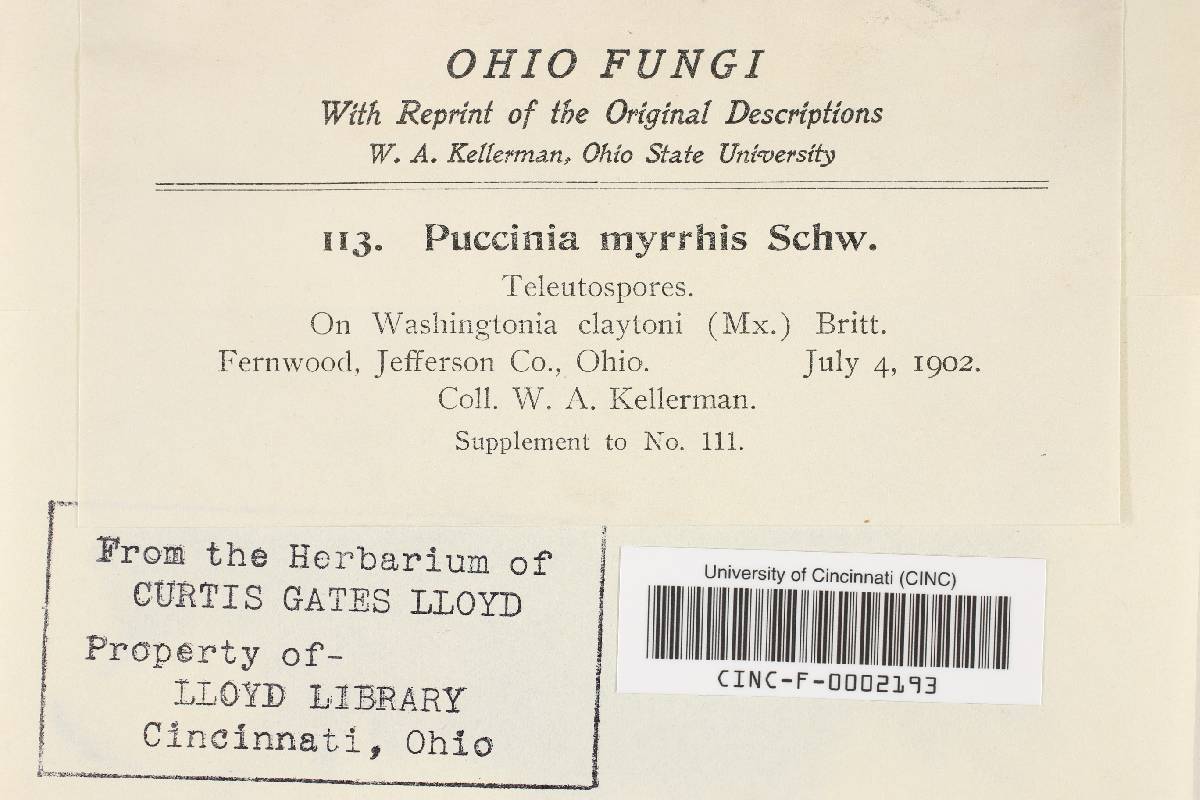 OHIO FUNGI
With Reprint of the Original Descriptions
W. A. Kellerman, Ohio State University
113. Puccinia myrrhis Schw.
Teleutospores.
On Washingtonia claytoni (Mx.) Britt.
Fernwood, Jefferson Co., Ohio. July 4, 1902.
Coll. W. A. Kellerman.
Supplement to No. 111.
From the Herbarium of
CURTIS GATES LLOYD
Property of-
LLOYD LIBRARY
Cincinnati, Ohio
University of Cincinnati (CINC)
CINC-F-0002193